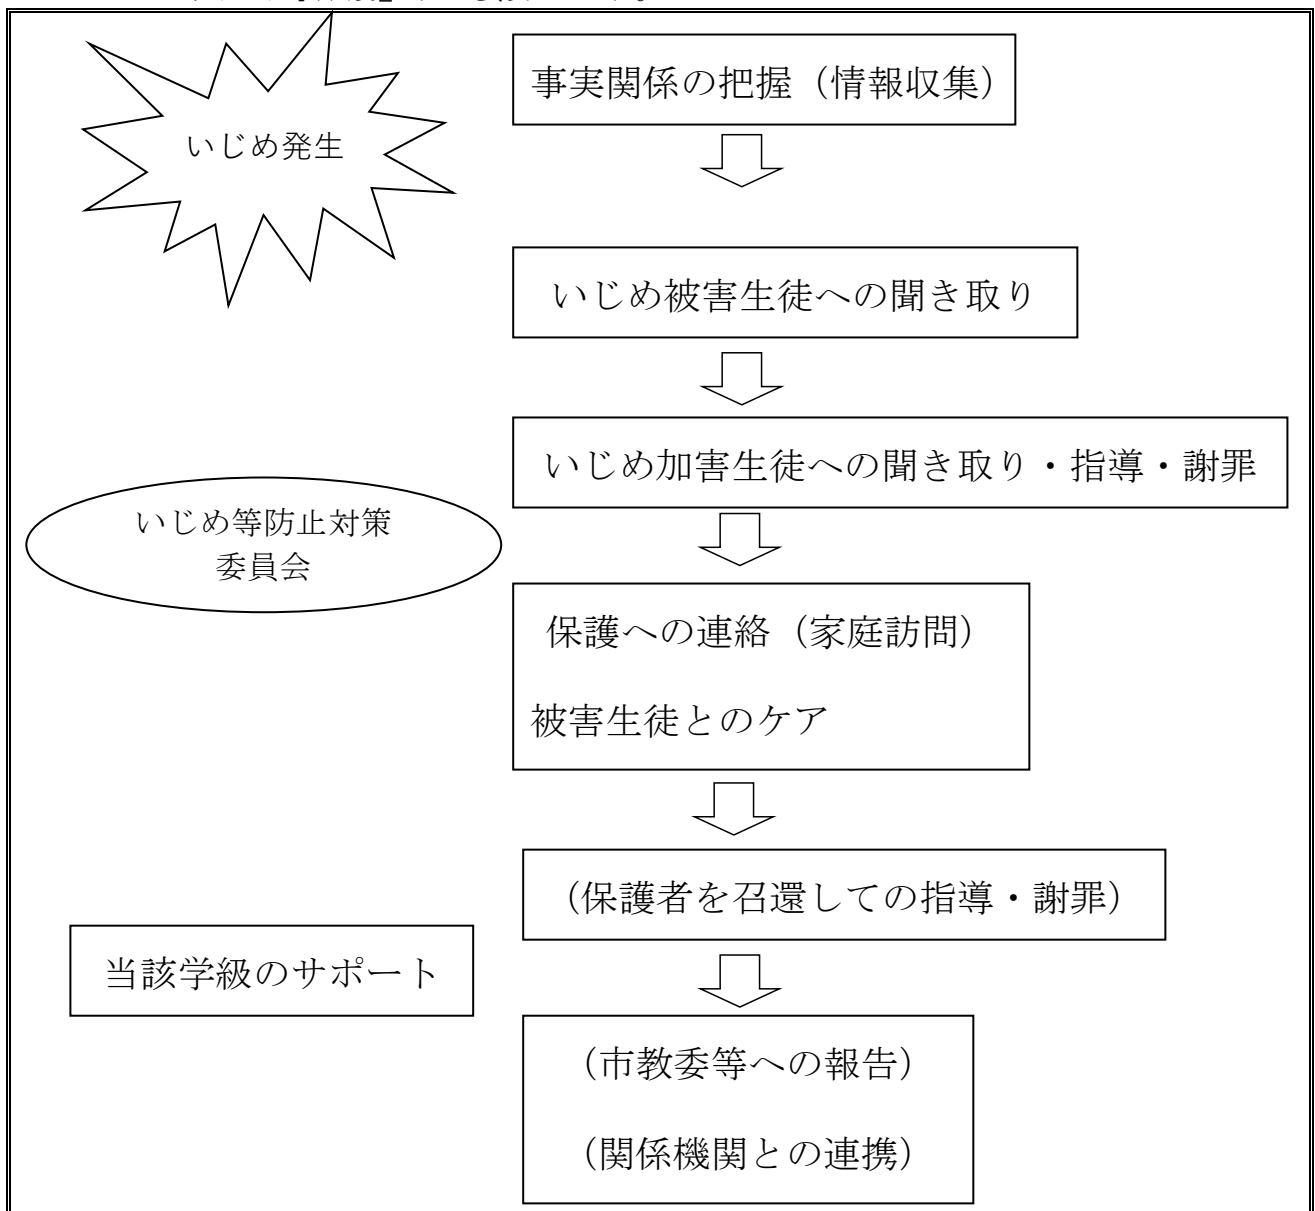 いじめ発生
事実関係の把握（情報収集）
いじめ被害生徒への聞き取り
いじめ加害生徒への聞き取り・指導・謝罪
いじめ等防止対策
委員会
保護への連絡（家庭訪問）
被害生徒とのケア
（保護者を召還しての指導・謝罪）
当該学級のサポート
（市教委等への報告）
（関係機関との連携）